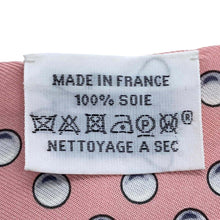 MADE IN FRANCE
100% SOIE
®
NETTOYAGE A SEC